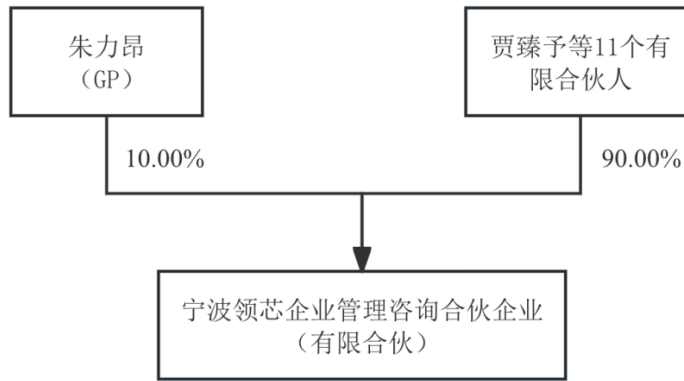 朱力昂
（GP）
贾臻予等11个有
限合伙人
10.00%
90.00%
宁波领芯企业管理咨询合伙企业
（有限合伙）